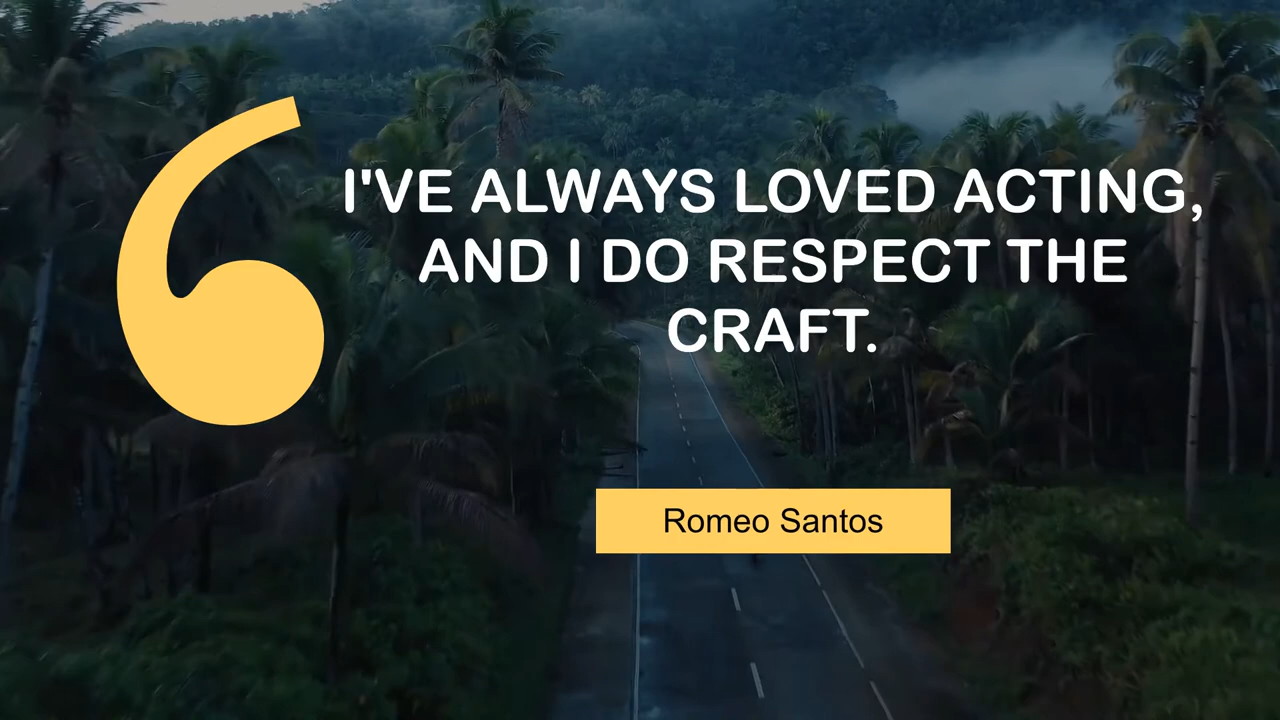 I'VE ALWAYS LOVED ACTING,
AND I DO RESPECT THE
CRAFT.
Romeo Santos